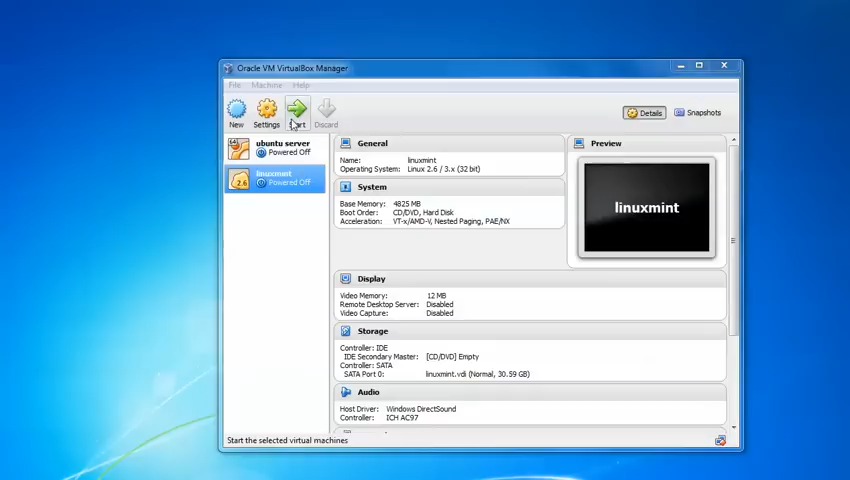 Oracle VM VirtualBox Manager
File Machine Help
New Settings Discard
Details Snapshots
64
ubuntu server
Powered Off
2.6
linuxmint
Powered Off
General
Name: linuxmint
Operating System: Linux 2.6 / 3.x (32 bit)
System
Base Memory: 4825 MB
Boot Order: CD/DVD, Hard Disk
Acceleration: VT-x/AMD-V, Nested Paging, PAE/NX
Preview
linuxmint
Display
Video Memory: 12 MB
Remote Desktop Server: Disabled
Video Capture: Disabled
Storage
Controller: IDE
IDE Secondary Master: [CD/DVD] Empty
Controller: SATA
SATA Port 0: linuxmint.vdi (Normal, 30.59 GB)
Audio
Host Driver: Windows DirectSound
Controller: ICH AC97
Start the selected virtual machines